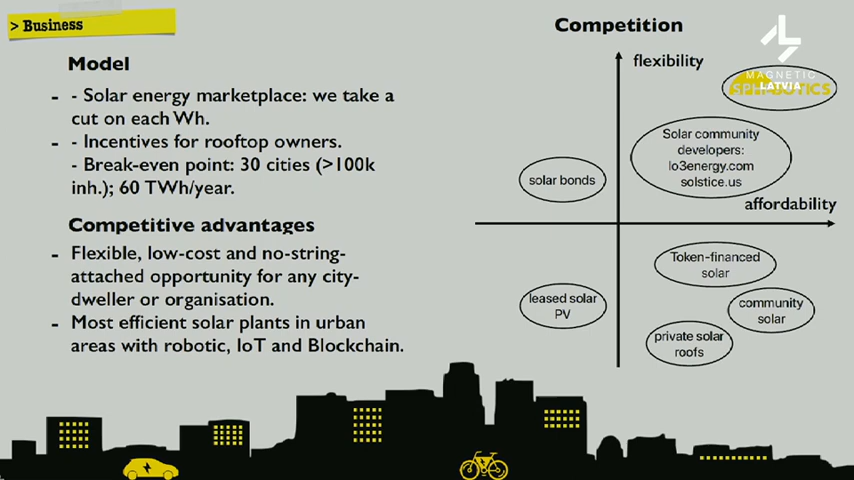 > Business
Model
- - Solar energy marketplace: we take a
cut on each Wh.
- - Incentives for rooftop owners.
- Break-even point: 30 cities (>100k
inh.); 60 TWh/year.
Competitive advantages
- Flexible, low-cost and no-string-
attached opportunity for any city-
dweller or organisation.
- Most efficient solar plants in urban
areas with robotic, IoT and Blockchain.
Competition
flexibility
MAGNETIC
LATVIA
Solar community
developers:
lo3energy.com
solstice.us
solar bonds
affordability
Token-financed
solar
leased solar
PV
community
solar
private solar
roofs